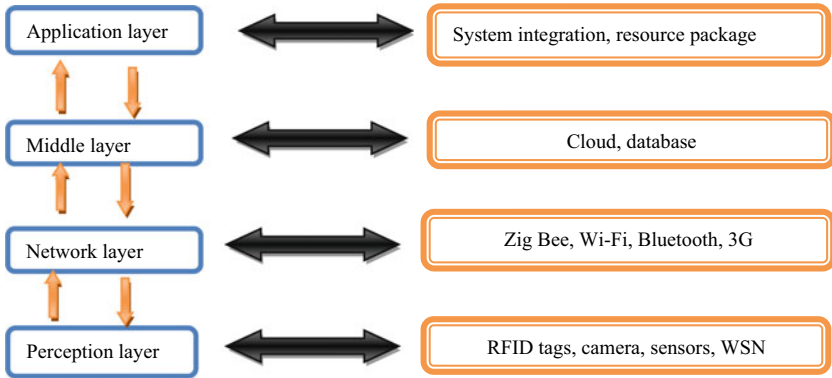 Application layer
System integration, resource package
Middle layer
Cloud, database
Network layer
Zig Bee, Wi-Fi, Bluetooth, 3G
Perception layer
RFID tags, camera, sensors, WSN